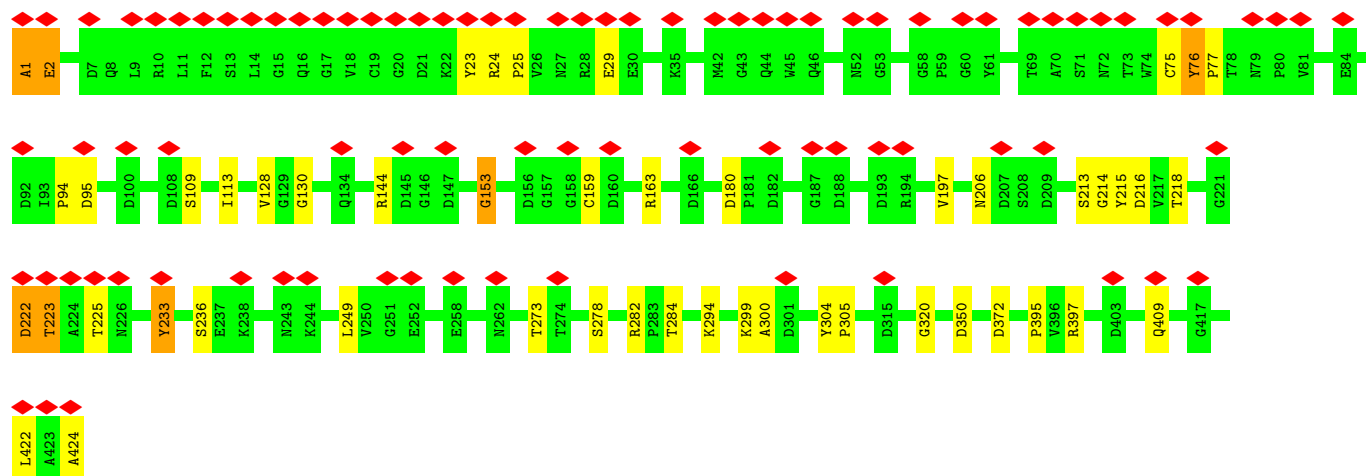 A1 E2 D7 Q8 L9 R10 L11 F12 S13 L14 G15 Q16 G17 V18 C19 G20 D21 K22 Y23 R24 P25 V26 N27 R28 E29 E30 K35 M42 G43 Q44 W45 Q46 N52 G53 G58 P59 G60 Y61 T69 A70 S71 N72 T73 W74 C75 Y76 P77 T78 N79 P80 V81 E84
D92 I93 P94 D95 D100 D108 S109 I113 V128 G129 G130 Q134 R144 D145 G146 D147 G153 D156 G157 G158 C159 D160 R163 D166 D180 P181 D182 G187 D188 D193 R194 V197 N206 D207 S208 D209 S213 G214 Y215 D216 V217 T218 G221
D222 T223 A224 T225 N226 Y233 S236 E237 K238 N243 K244 L249 V250 G251 E252 E258 N262 T273 T274 S278 R282 P283 T284 K294 K299 A300 D301 Y304 P305 D315 G320 D350 D372 P395 V396 R397 D403 Q409 G417
L422 A423 A424